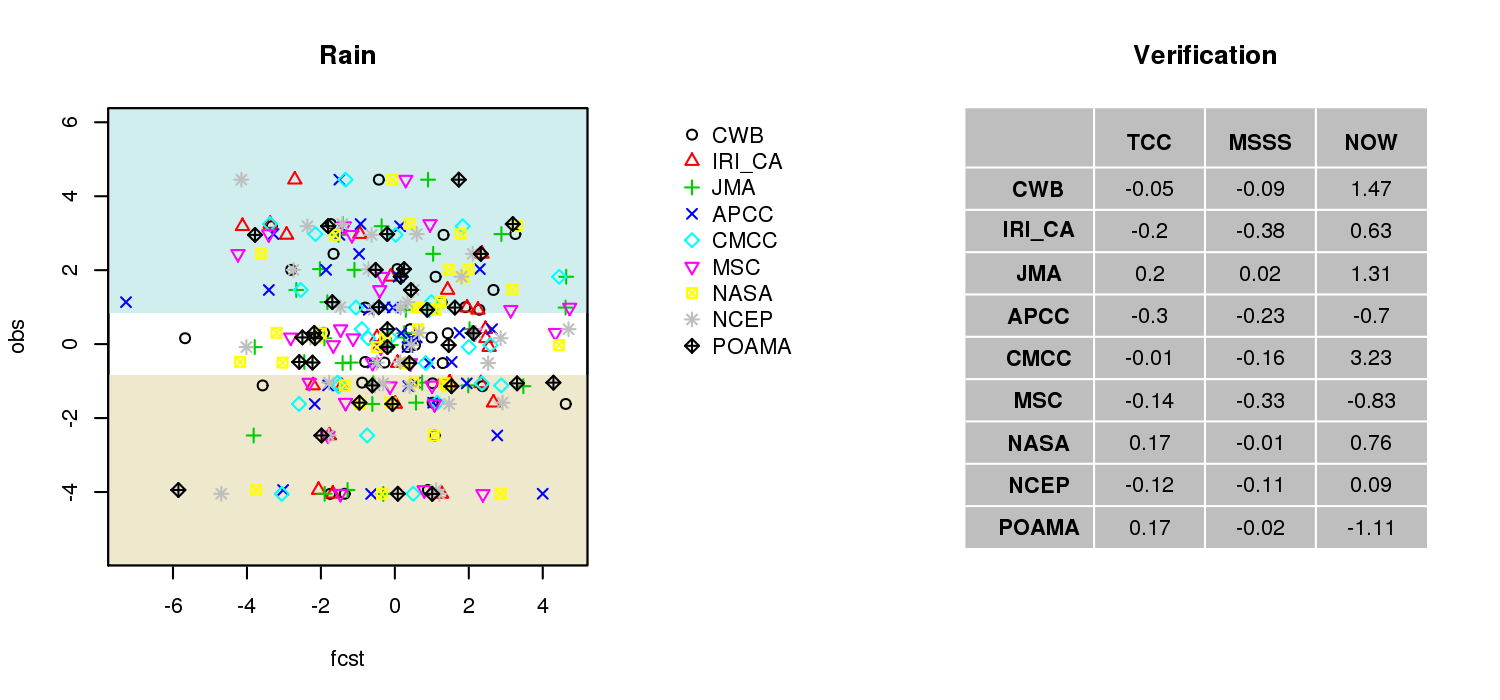 Rain
6
4
2
0
-2
-4
obs
-6 -4 -2 0 2 4
fcst
CWB
IRI_CA
JMA
APCC
CMCC
MSC
NASA
NCEP
POAMA
Verification
TCC MSSS NOW
CWB -0.05 -0.09 1.47
IRI_CA -0.2 -0.38 0.63
JMA 0.2 0.02 1.31
APCC -0.3 -0.23 -0.7
CMCC -0.01 -0.16 3.23
MSC -0.14 -0.33 -0.83
NASA 0.17 -0.01 0.76
NCEP -0.12 -0.11 0.09
POAMA 0.17 -0.02 -1.11